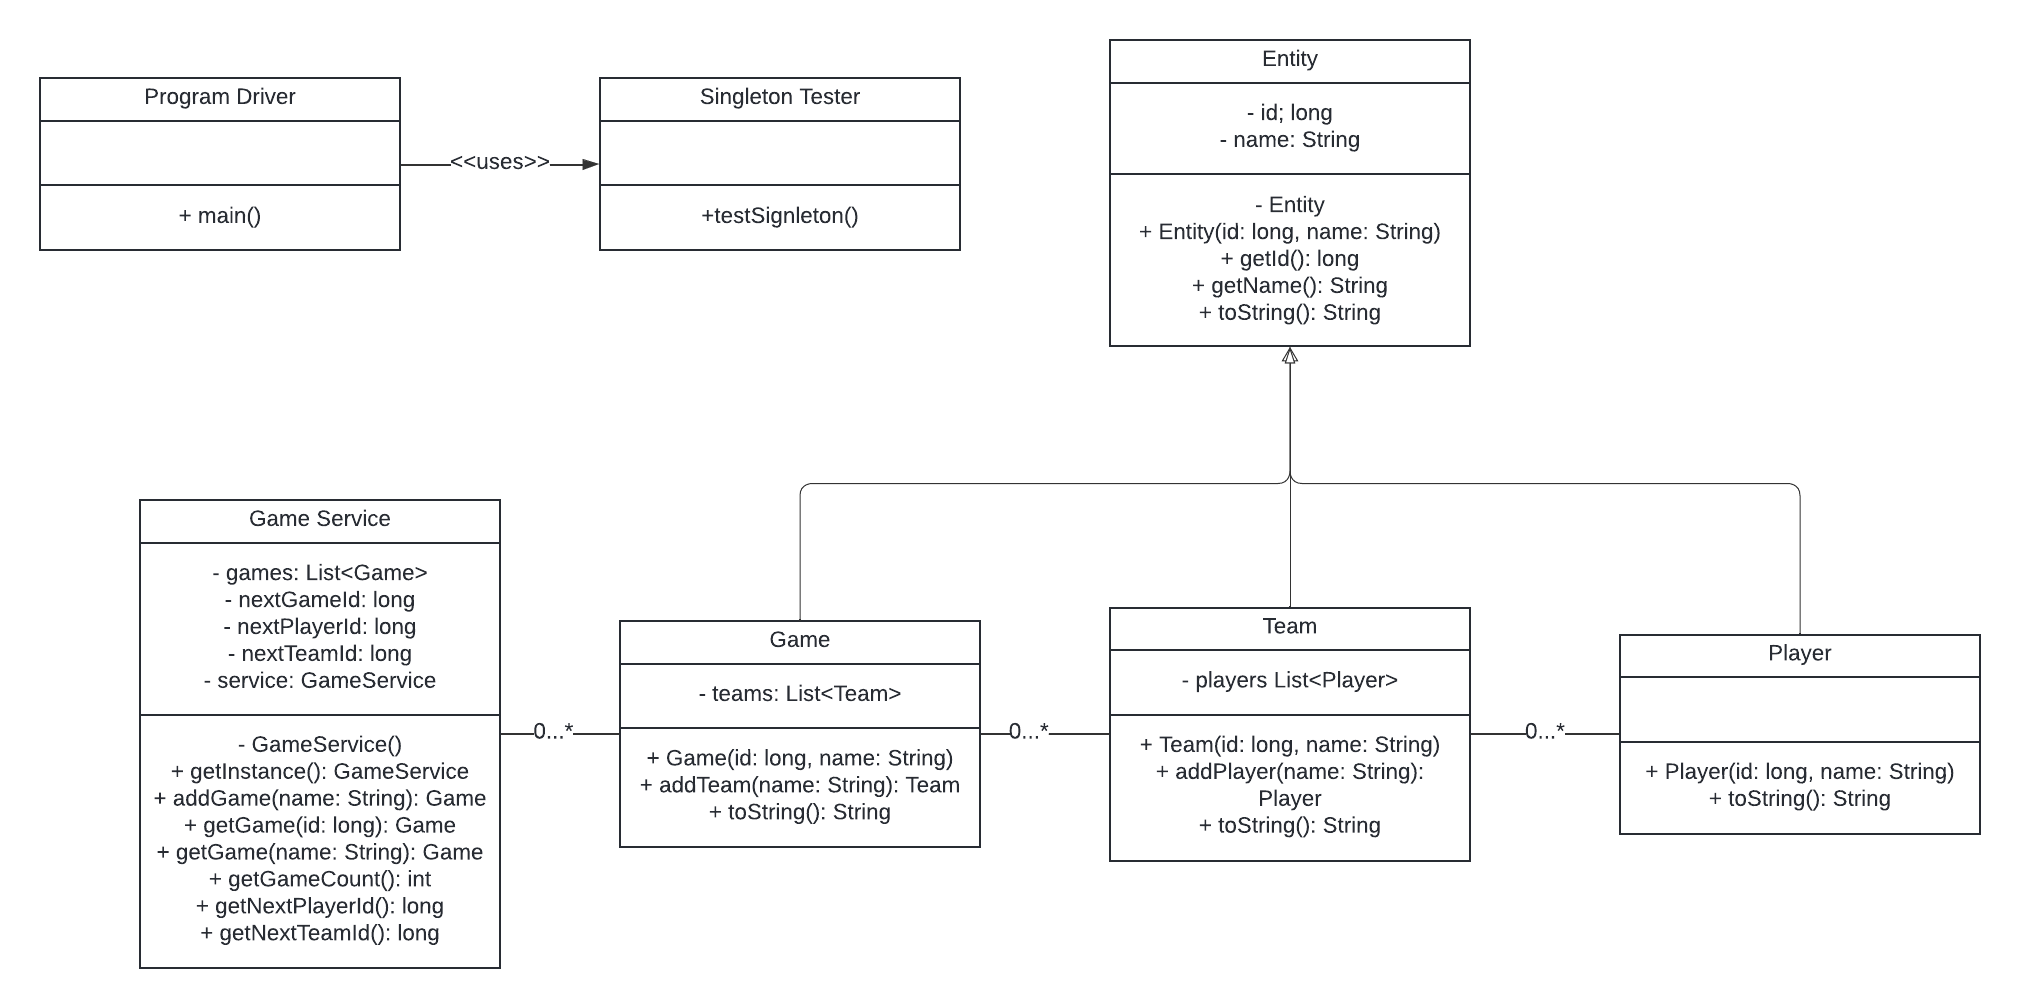 Program Driver
+ main()
<<uses>>
Singleton Tester
+testSignleton()
Entity
- id; long
- name: String
- Entity
+ Entity(id: long, name: String)
+ getId(): long
+ getName(): String
+ toString(): String
Game Service
- games: List<Game>
- nextGameId: long
- nextPlayerId: long
- nextTeamId: long
- service: GameService
- GameService()
+ getInstance(): GameService
+ addGame(name: String): Game
+ getGame(id: long): Game
+ getGame(name: String): Game
+ getGameCount(): int
+ getNextPlayerId(): long
+ getNextTeamId(): long
0...*
Game
- teams: List<Team>
+ Game(id: long, name: String)
+ addTeam(name: String): Team
+ toString(): String
0...*
Team
- players List<Player>
+ Team(id: long, name: String)
+ addPlayer(name: String):
Player
+ toString(): String
0...*
Player
+ Player(id: long, name: String)
+ toString(): String